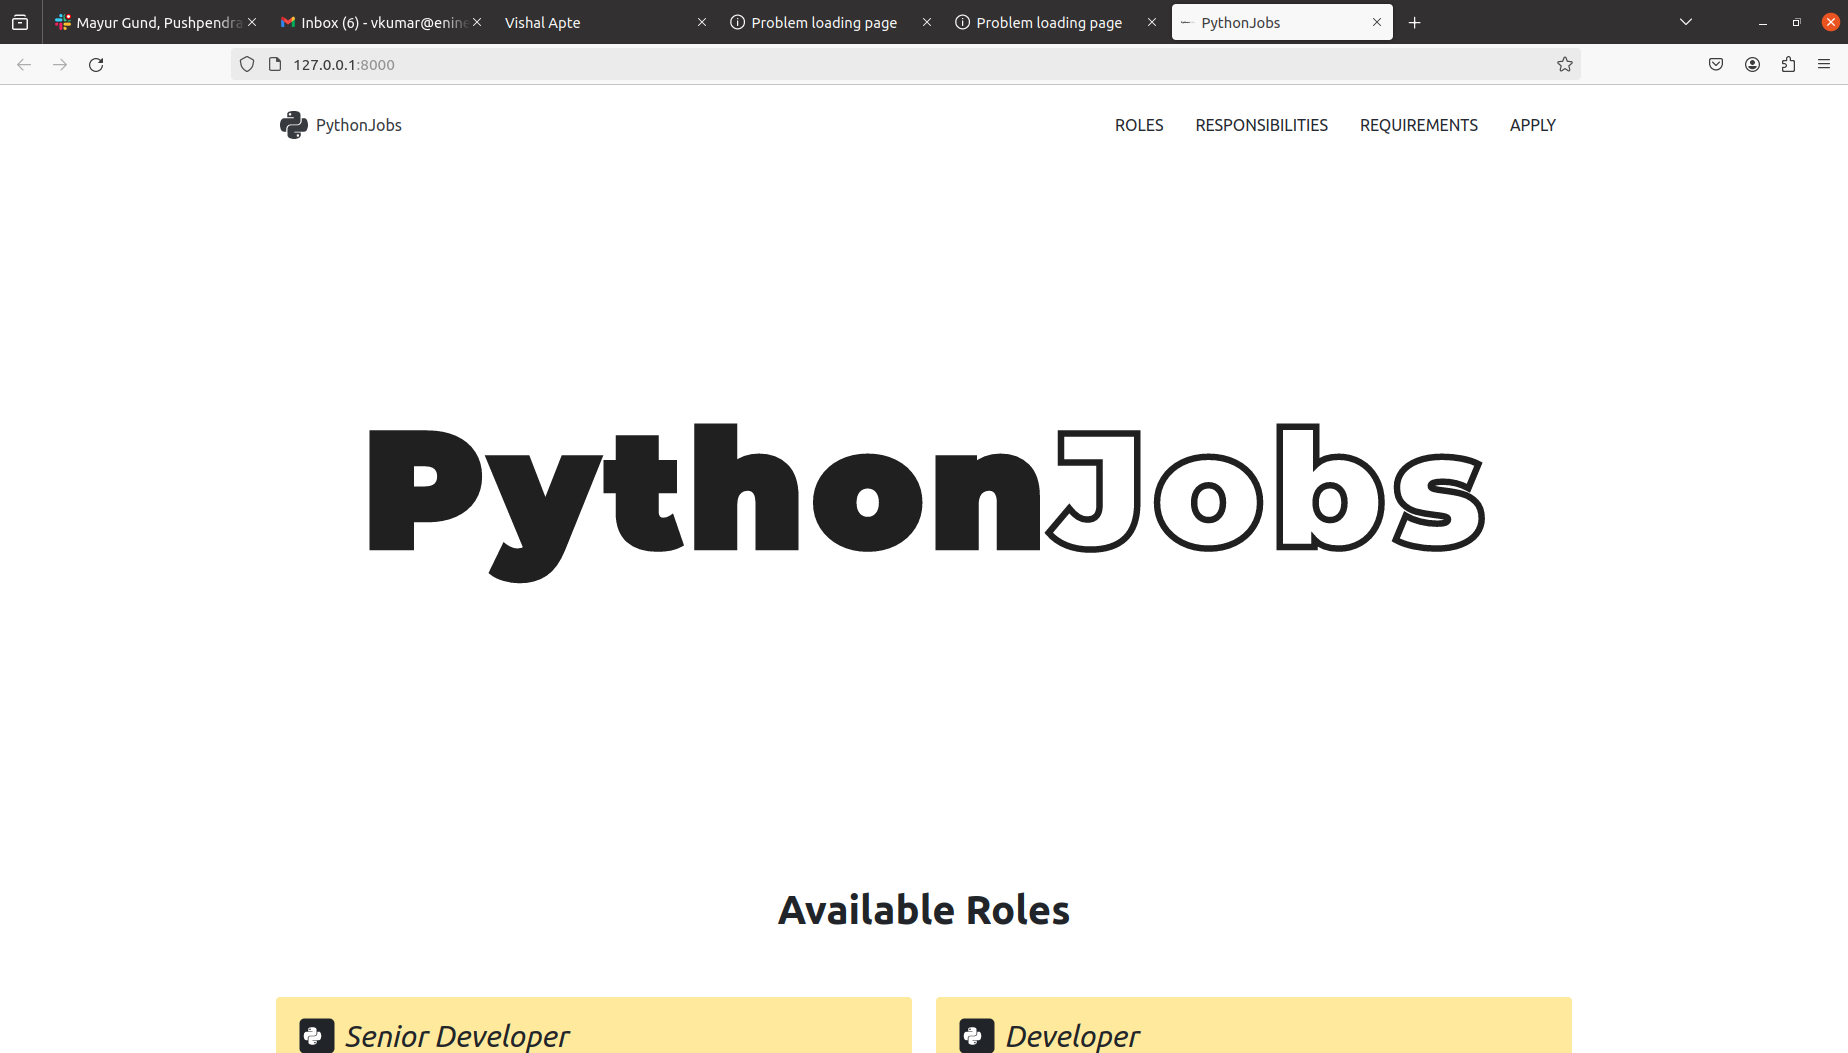 Mayur Gund, Pushpendra
Inbox (6) - vkumar@enine
Vishal Apte
Problem loading page
Problem loading page
PythonJobs
127.0.0.1:8000
PythonJobs
ROLES
RESPONSIBILITIES
REQUIREMENTS
APPLY
PythonJobs
Available Roles
Senior Developer
Developer